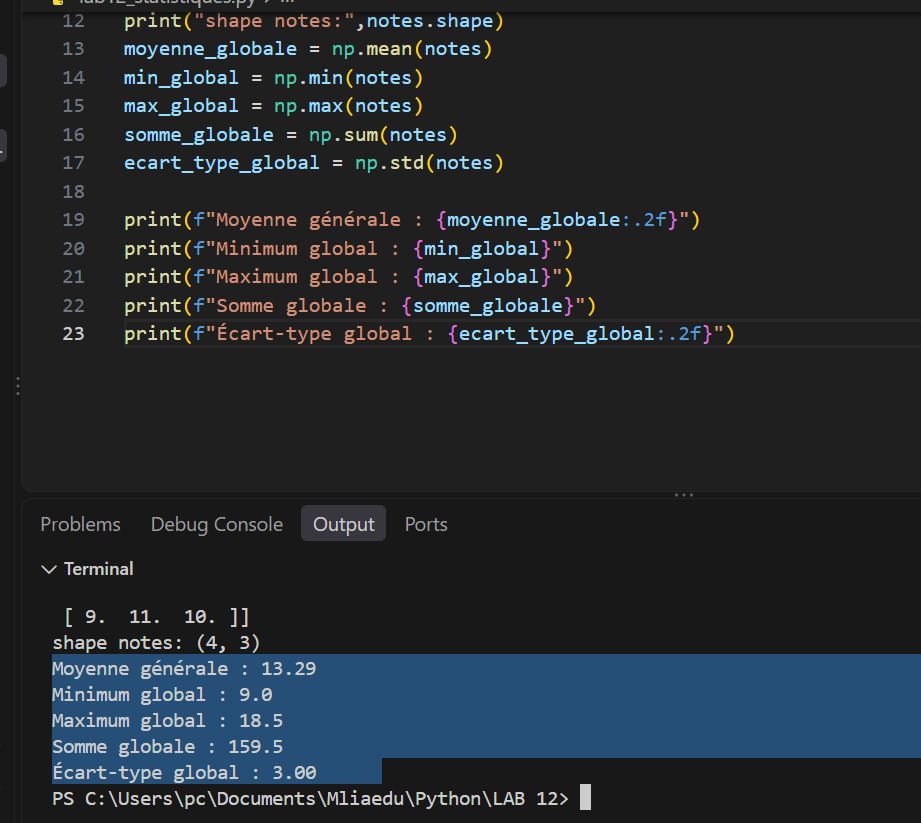 lab12_statistiques.py > ...
12 print("shape notes:",notes.shape)
13 moyenne_globale = np.mean(notes)
14 min_global = np.min(notes)
15 max_global = np.max(notes)
16 somme_globale = np.sum(notes)
17 ecart_type_global = np.std(notes)
18
19 print(f"Moyenne générale : {moyenne_globale:.2f}")
20 print(f"Minimum global : {min_global}")
21 print(f"Maximum global : {max_global}")
22 print(f"Somme globale : {somme_globale}")
23 print(f"Écart-type global : {ecart_type_global:.2f}")
Problems Debug Console Output Ports
Terminal
[ 9. 11. 10. ]]
shape notes: (4, 3)
Moyenne générale : 13.29
Minimum global : 9.0
Maximum global : 18.5
Somme globale : 159.5
Écart-type global : 3.00
PS C:\Users\pc\Documents\Mliaedu\Python\LAB 12>